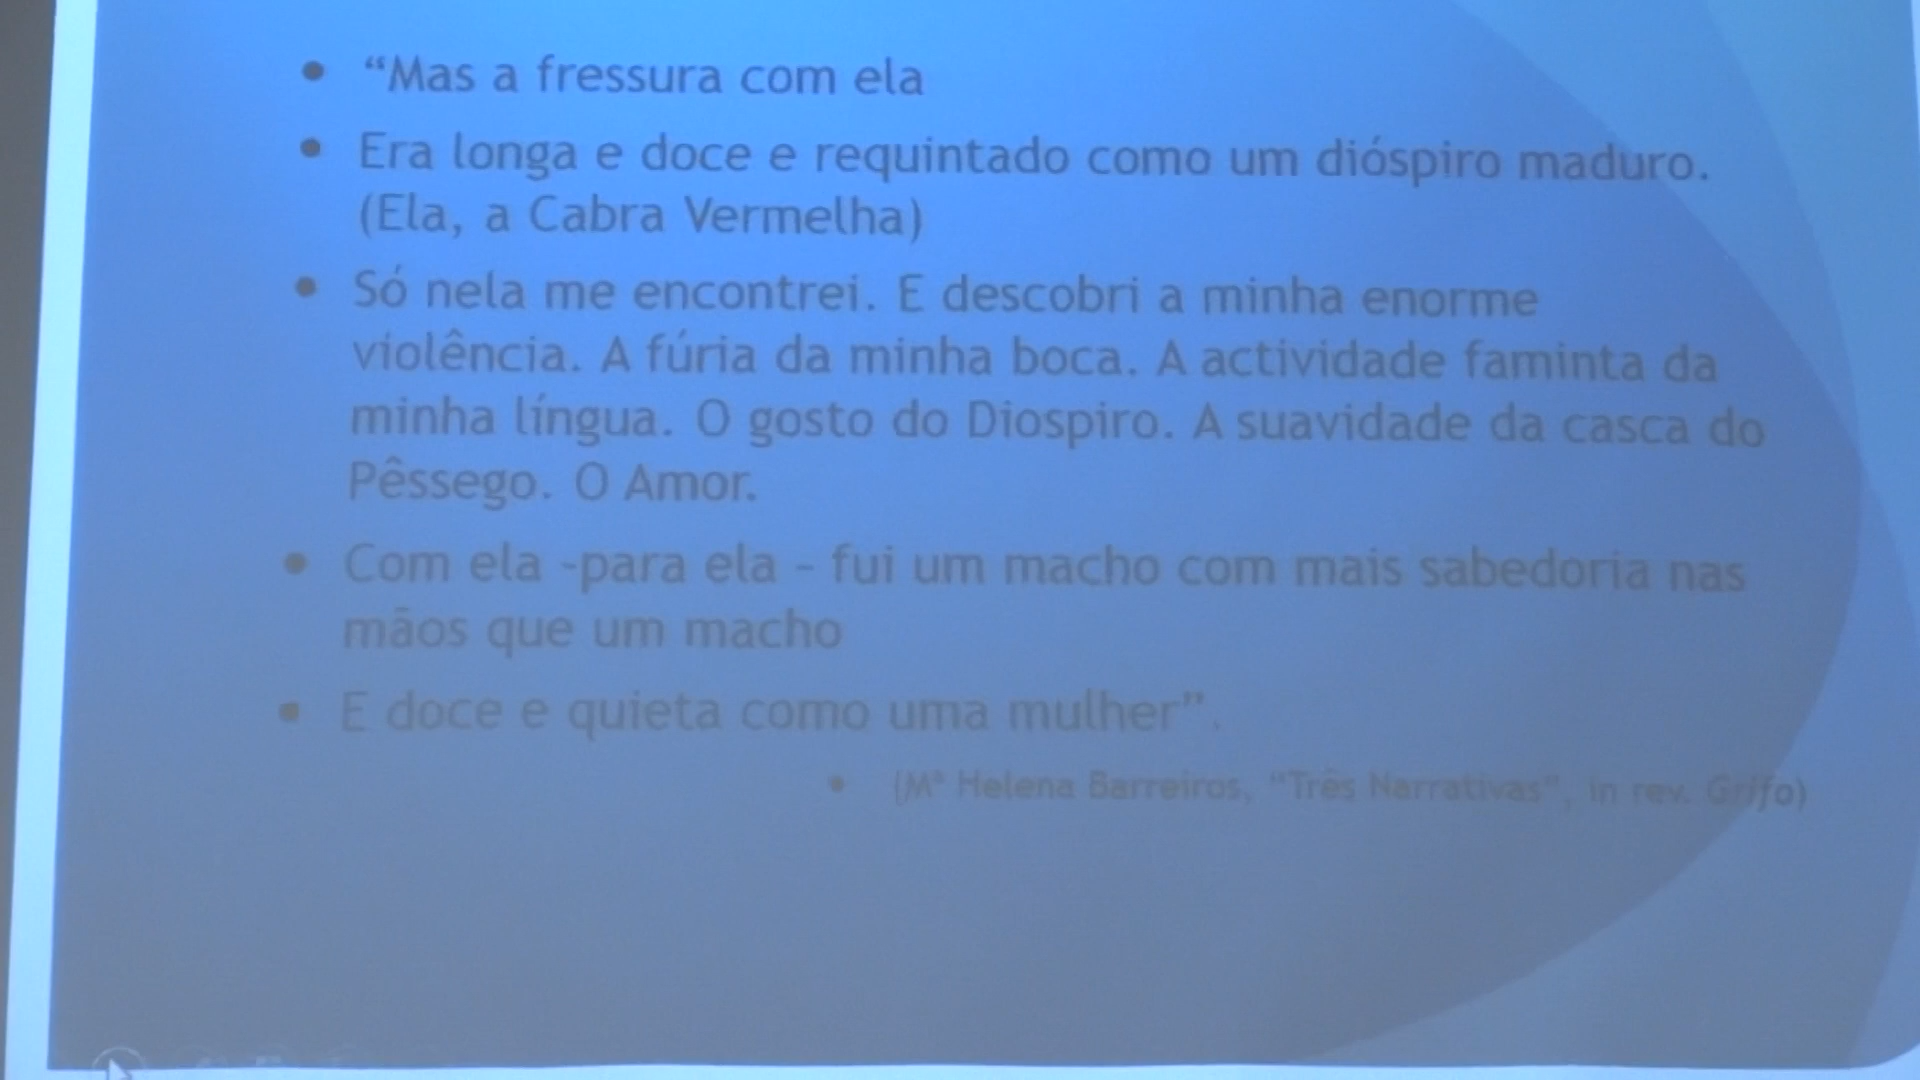 • “Mas a fressura com ela
• Era longa e doce e requintado como um dióspiro maduro.
(Ela, a Cabra Vermelha)
• Só nela me encontrei. E descobri a minha enorme
violência. A fúria da minha boca. A actividade faminta da
minha língua. O gosto do Diospiro. A suavidade da casca do
Pêssego. O Amor.
• Com ela -para ela – fui um macho com mais sabedoria nas
mãos que um macho
• E doce e quieta como uma mulher”.
• (Mª Helena Barreiros, “Três Narrativas”, in rev. Grifo)